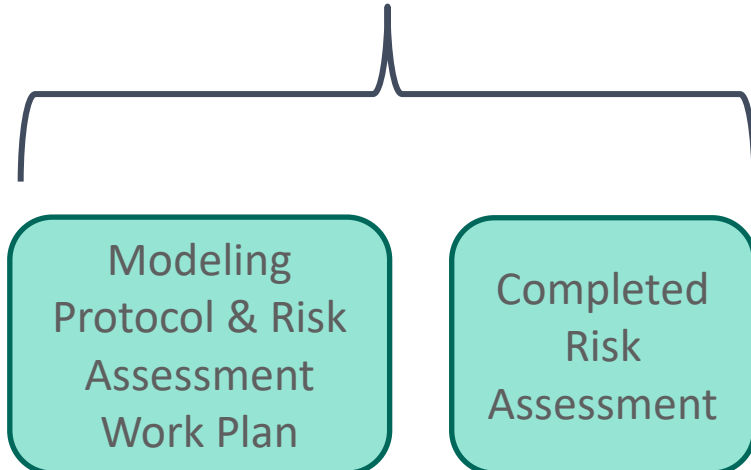 Modeling
Protocol & Risk
Assessment
Work Plan
Completed
Risk
Assessment